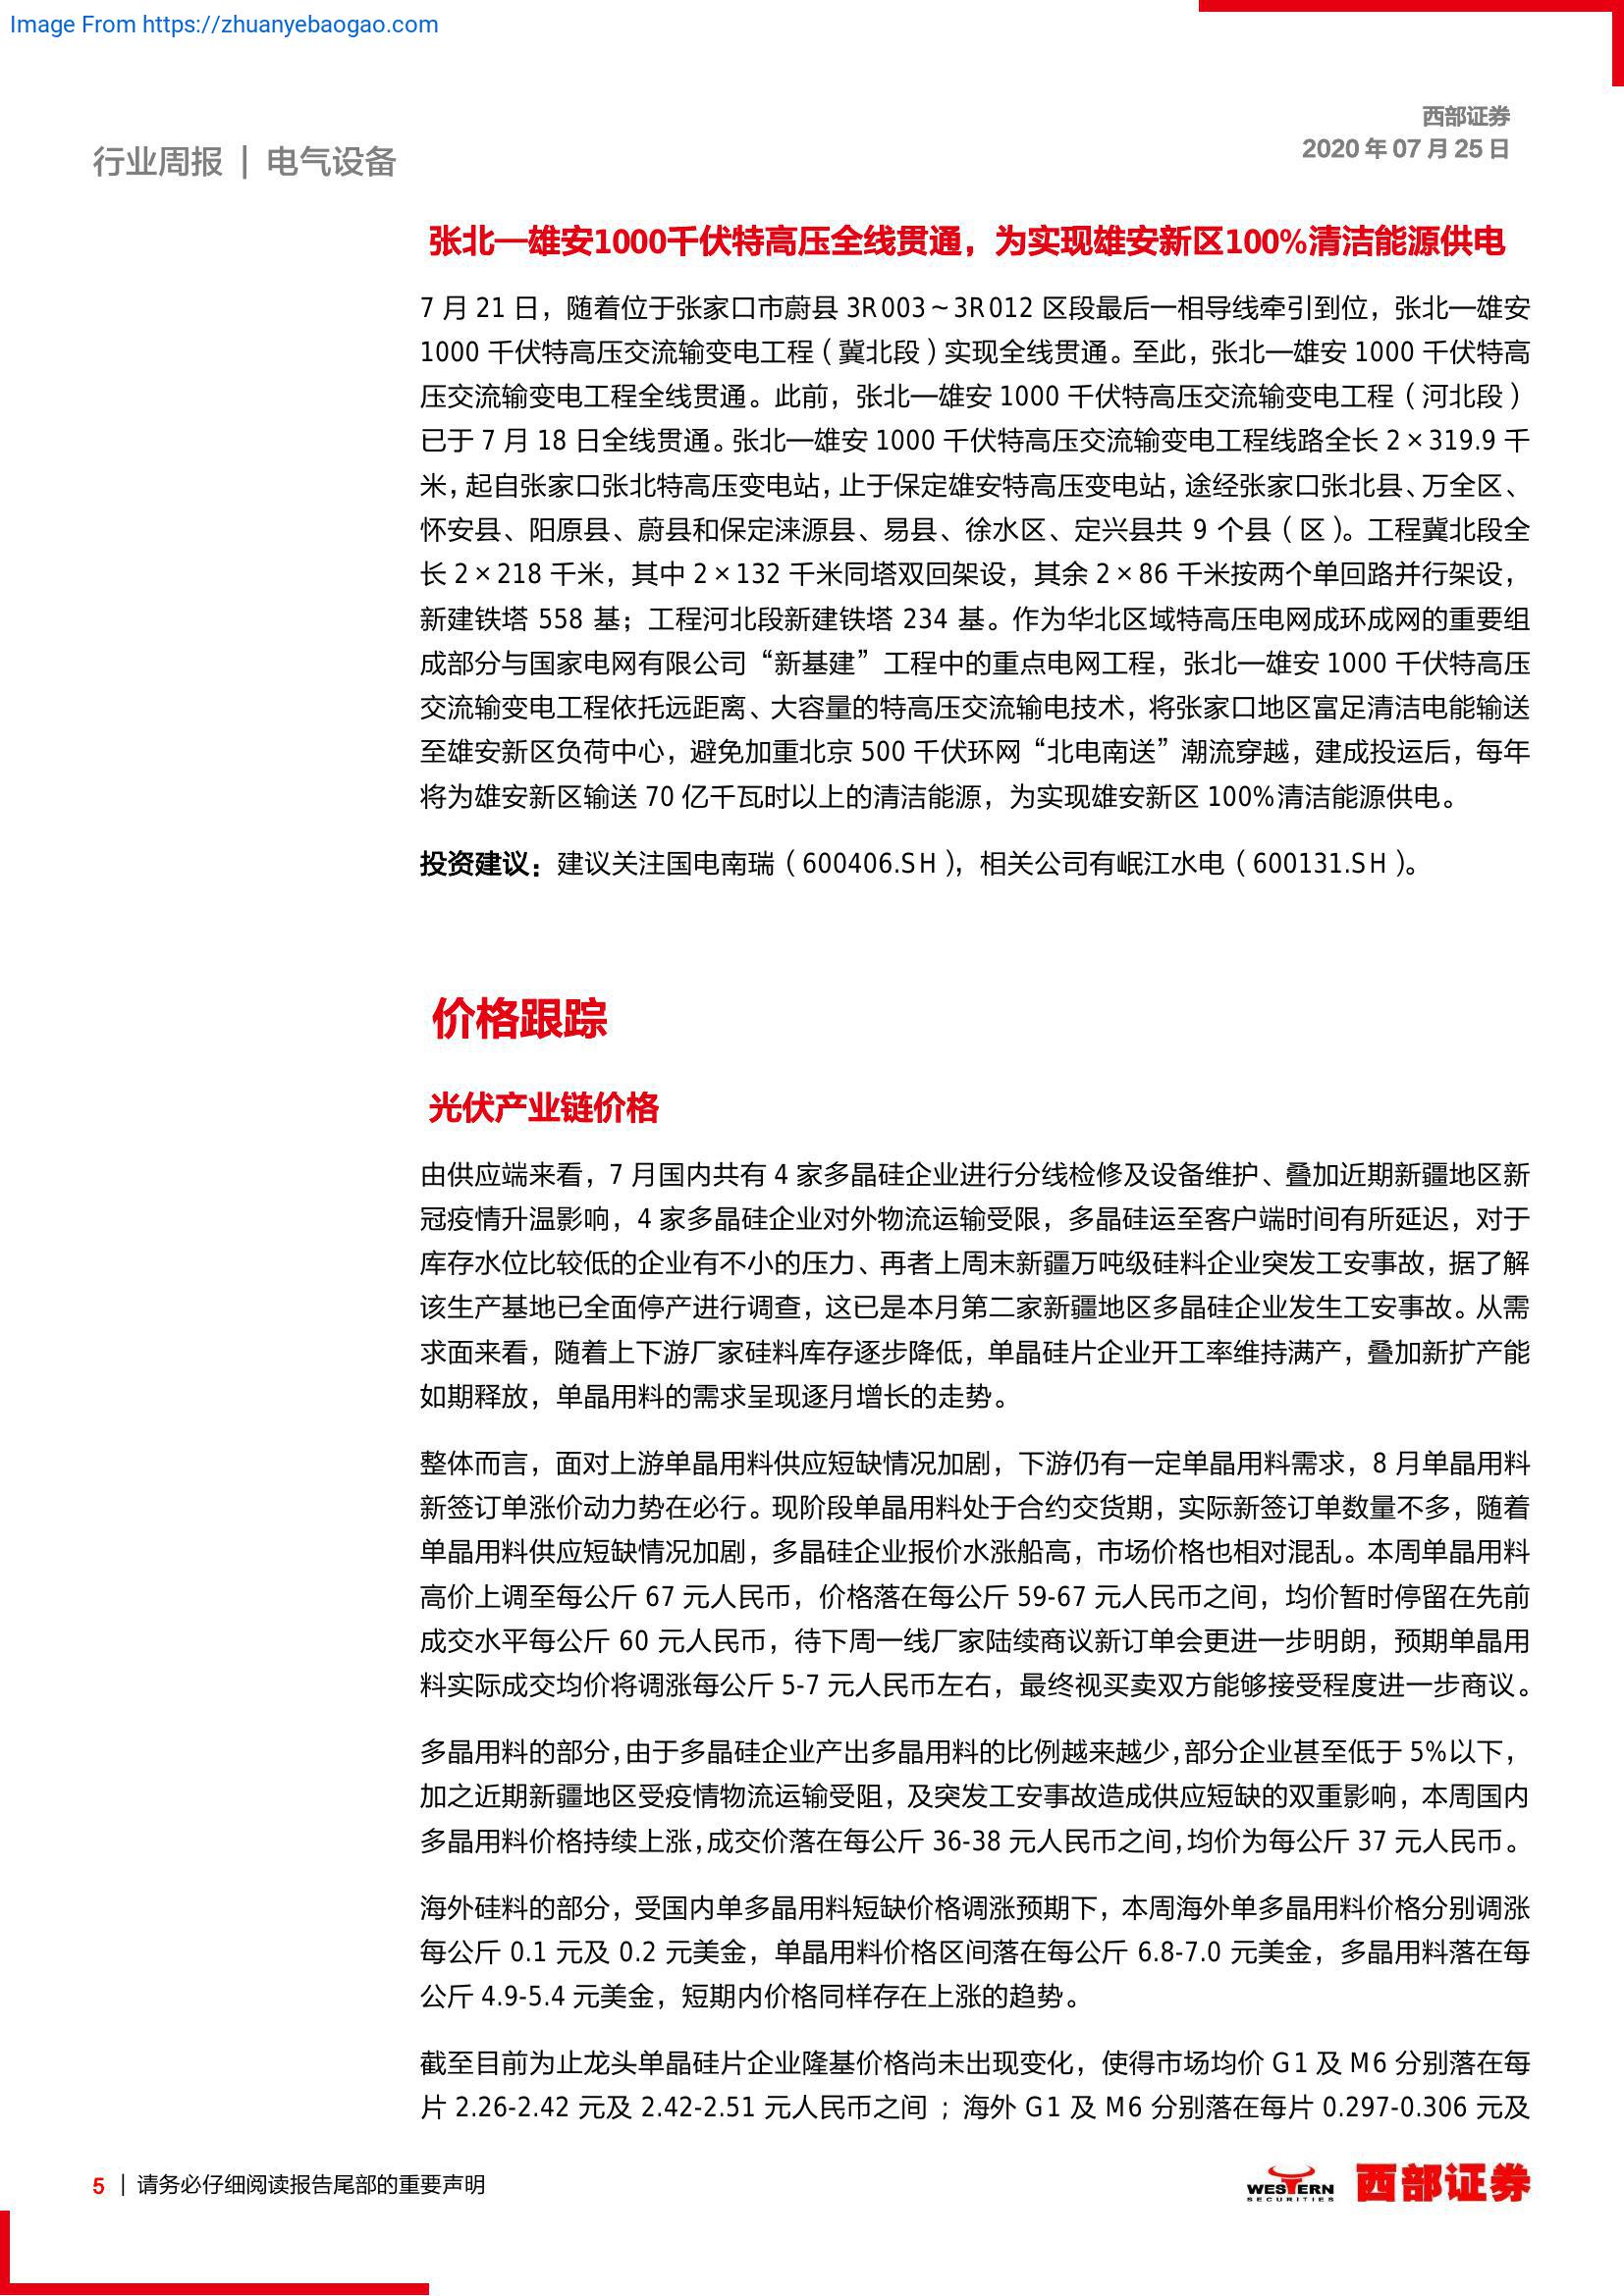 Image From https://zhuanyebaogao.com
西部证券
2020 年 07 月 25 日
行业周报 | 电气设备
张北—雄安1000千伏特高压全线贯通，为实现雄安新区100%清洁能源供电
7 月 21 日，随着位于张家口市蔚县 3R003～3R012 区段最后一相导线牵引到位，张北—雄安
1000 千伏特高压交流输变电工程（冀北段）实现全线贯通。至此，张北—雄安 1000 千伏特高
压交流输变电工程全线贯通。此前，张北—雄安 1000 千伏特高压交流输变电工程（河北段）
已于 7 月 18 日全线贯通。张北—雄安 1000 千伏特高压交流输变电工程线路全长 2×319.9 千
米，起自张家口张北特高压变电站，止于保定雄安特高压变电站，途经张家口张北县、万全区、
怀安县、阳原县、蔚县和保定涞源县、易县、徐水区、定兴县共 9 个县（区）。工程冀北段全
长 2×218 千米，其中 2×132 千米同塔双回架设，其余 2×86 千米按两个单回路并行架设，
新建铁塔 558 基；工程河北段新建铁塔 234 基。作为华北区域特高压电网成环成网的重要组
成部分与国家电网有限公司“新基建”工程中的重点电网工程，张北—雄安 1000 千伏特高压
交流输变电工程依托远距离、大容量的特高压交流输电技术，将张家口地区富足清洁电能输送
至雄安新区负荷中心，避免加重北京 500 千伏环网“北电南送”潮流穿越，建成投运后，每年
将为雄安新区输送 70 亿千瓦时以上的清洁能源，为实现雄安新区 100%清洁能源供电。
投资建议：建议关注国电南瑞（600406.SH），相关公司有岷江水电（600131.SH）。
价格跟踪
光伏产业链价格
由供应端来看，7 月国内共有 4 家多晶硅企业进行分线检修及设备维护、叠加近期新疆地区新
冠疫情升温影响，4 家多晶硅企业对外物流运输受限，多晶硅运至客户端时间有所延迟，对于
库存水位比较低的企业有不小的压力、再者上周末新疆万吨级硅料企业突发工安事故，据了解
该生产基地已全面停产进行调查，这已是本月第二家新疆地区多晶硅企业发生工安事故。从需
求面来看，随着上下游厂家硅料库存逐步降低，单晶硅片企业开工率维持满产，叠加新扩产能
如期释放，单晶用料的需求呈现逐月增长的走势。
整体而言，面对上游单晶用料供应短缺情况加剧，下游仍有一定单晶用料需求，8 月单晶用料
新签订单涨价动力势在必行。现阶段单晶用料处于合约交货期，实际新签订单数量不多，随着
单晶用料供应短缺情况加剧，多晶硅企业报价水涨船高，市场价格也相对混乱。本周单晶用料
高价上调至每公斤 67 元人民币，价格落在每公斤 59-67 元人民币之间，均价暂时停留在先前
成交水平每公斤 60 元人民币，待下周一线厂家陆续商议新订单会更进一步明朗，预期单晶用
料实际成交均价将调涨每公斤 5-7 元人民币左右，最终视买卖双方能够接受程度进一步商议。
多晶用料的部分，由于多晶硅企业产出多晶用料的比例越来越少，部分企业甚至低于 5%以下，
加之近期新疆地区受疫情物流运输受阻，及突发工安事故造成供应短缺的双重影响，本周国内
多晶用料价格持续上涨，成交价落在每公斤 36-38 元人民币之间，均价为每公斤 37 元人民币。
海外硅料的部分，受国内单多晶用料短缺价格调涨预期下，本周海外单多晶用料价格分别调涨
每公斤 0.1 元及 0.2 元美金，单晶用料价格区间落在每公斤 6.8-7.0 元美金，多晶用料落在每
公斤 4.9-5.4 元美金，短期内价格同样存在上涨的趋势。
截至目前为止龙头单晶硅片企业隆基价格尚未出现变化，使得市场均价 G1 及 M6 分别落在每
片 2.26-2.42 元及 2.42-2.51 元人民币之间；海外 G1 及 M6 分别落在每片 0.297-0.306 元及
5 | 请务必仔细阅读报告尾部的重要声明
WESTERN
SECURITIES
西部证券